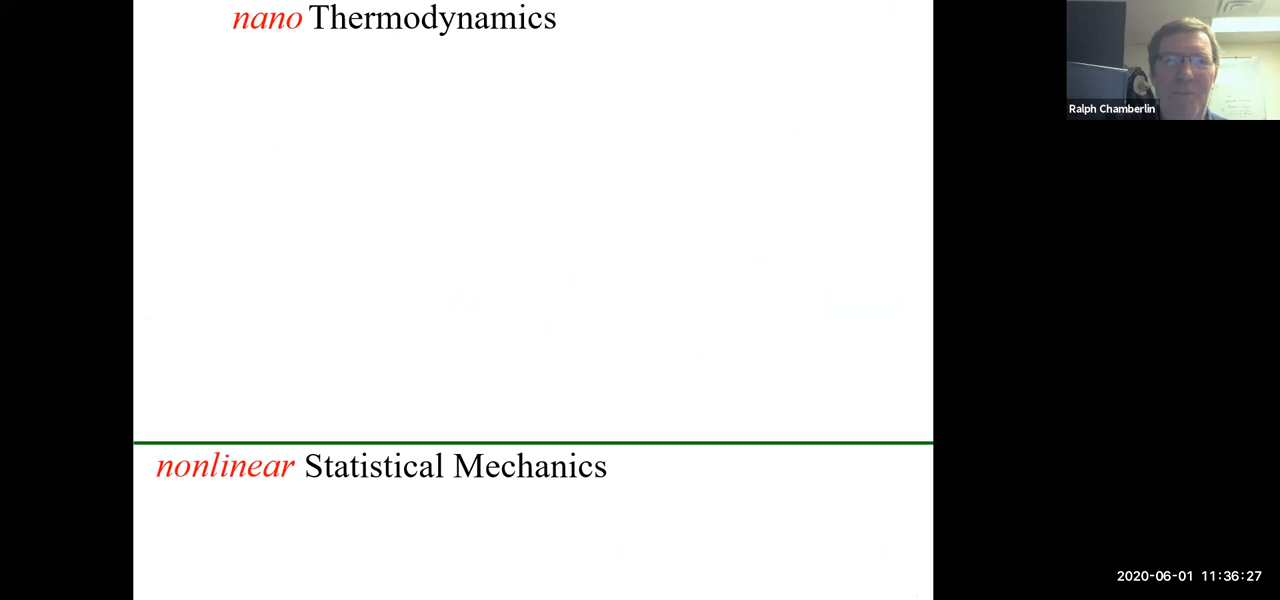 nano Thermodynamics
Ralph Chamberlin
nonlinear Statistical Mechanics
2020-06-01 11:36:27